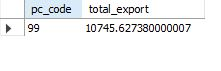 pc_code total_export
99 10745.627380000007